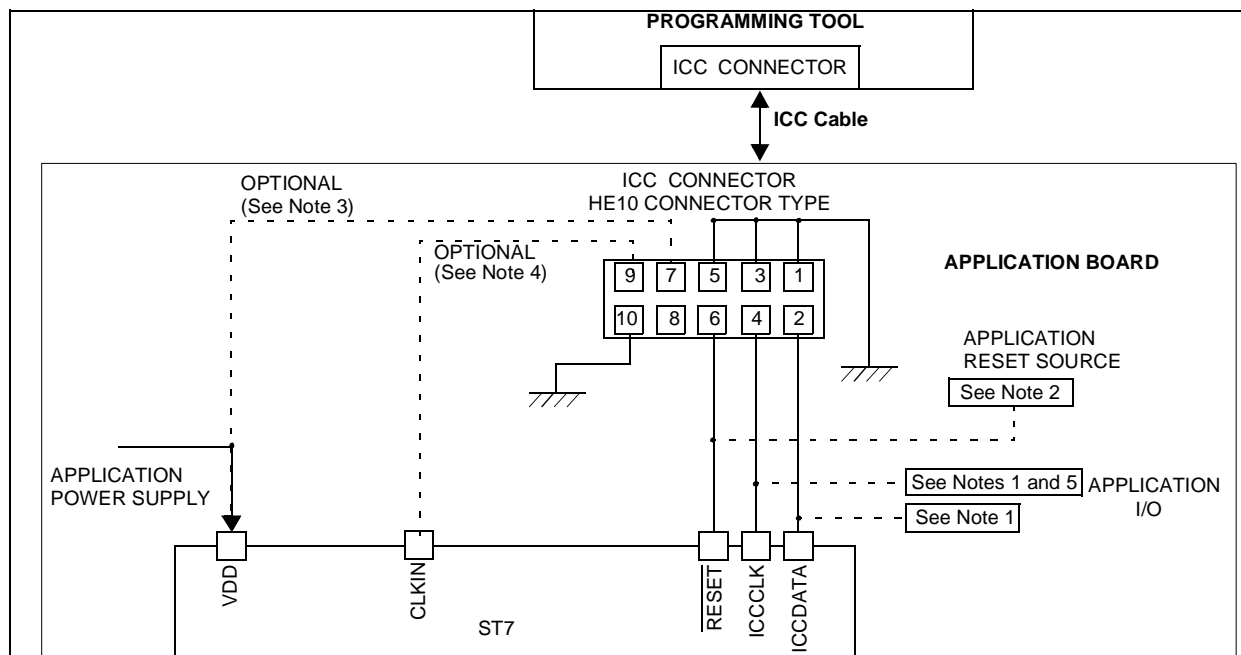 PROGRAMMING TOOL
ICC CONNECTOR
ICC Cable
OPTIONAL
(See Note 3)
ICC CONNECTOR
HE10 CONNECTOR TYPE
OPTIONAL
(See Note 4)
9 7 5 3 1
10 8 6 4 2
APPLICATION BOARD
APPLICATION
RESET SOURCE
See Note 2
APPLICATION
POWER SUPPLY
See Notes 1 and 5
See Note 1
APPLICATION
I/O
VDD
CLKIN
RESET
ICCCLK
ICCDATA
ST7